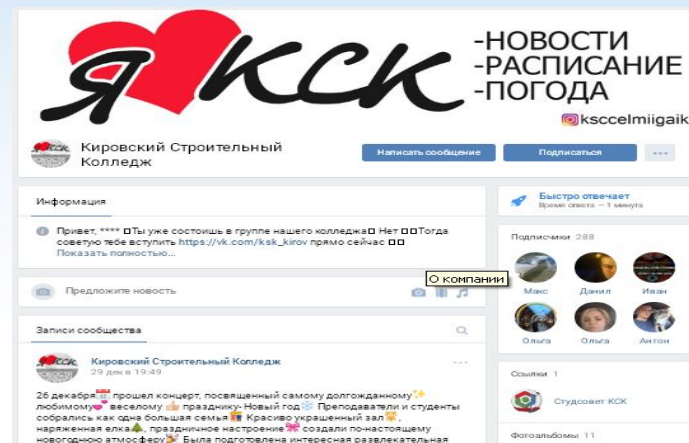 Я КСК
-НОВОСТИ
-РАСПИСАНИЕ
-ПОГОДА
ksccelmiigaik
Кировский Строительный
Колледж
Написать сообщение
Подписаться
Информация
Привет, **** Ты уже состоишь в группе нашего колледжа Нет Тогда
советую тебе вступить https://vk.com/ksk_kirov прямо сейчас
Показать полностью...
О компании
Предложите новость
Записи сообщества
Кировский Строительный Колледж
29 дек в 19:49
26 декабря прошел концерт, посвященный самому долгожданному
любимому веселому празднику-Новый год Преподаватели и студенты
собрались как одна большая семья Красиво украшенный зал,
наряженная елка, праздничное настроение создали по-настоящему
новогоднюю атмосферу Была подготовлена интересная развлекательная
Быстро отвечает
Время ответа — 1 минута
Подписчики 288
Макс Данил Иван
Ольга Ольга Антон
Ссылки 1
Студсовет КСК
Фотоальбомы 11